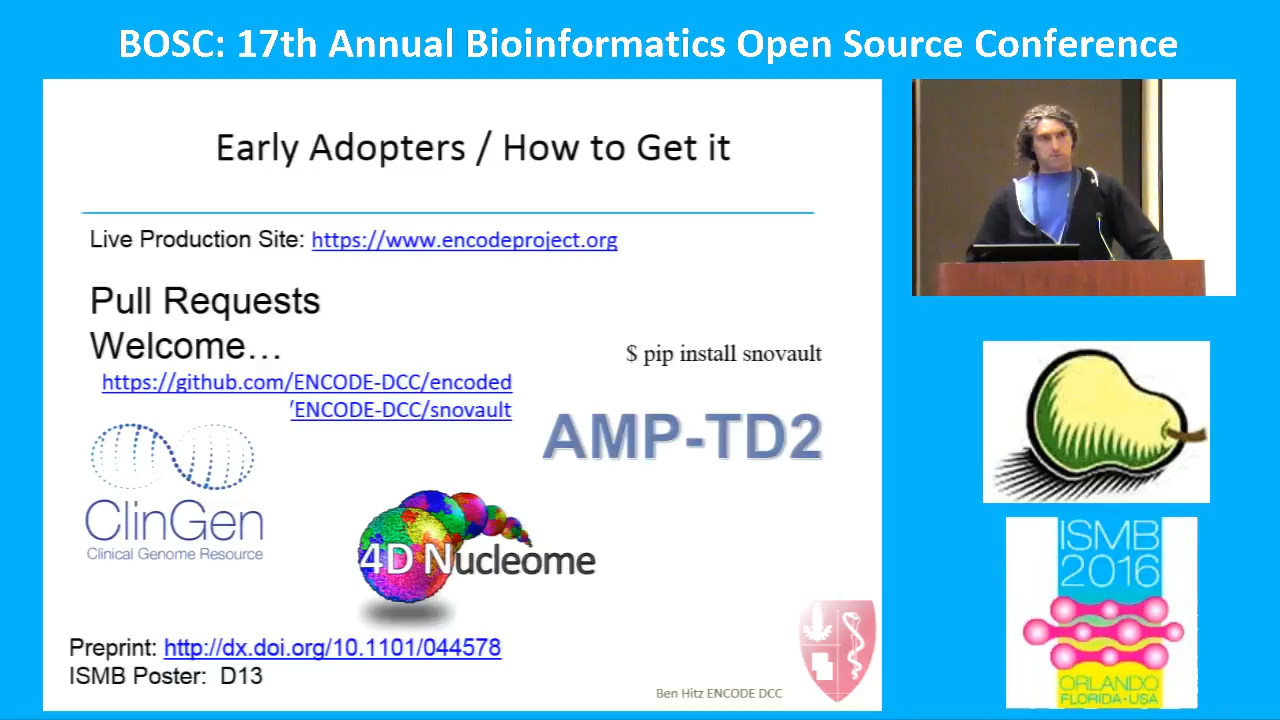 BOSC: 17th Annual Bioinformatics Open Source Conference
Early Adopters / How to Get it
Live Production Site: https://www.encodeproject.org
Pull Requests
Welcome...
$ pip install snovault
https://github.com/ENCODE-DCC/encoded
'ENCODE-DCC/snovault
AMP-TD2
ClinGen
Clinical Genome Resource
4D Nucleome
Preprint: http://dx.doi.org/10.1101/044578
ISMB Poster: D13
Ben Hitz ENCODE DCC
ISMB
2016
ORLANDO
FLORIDA·USA